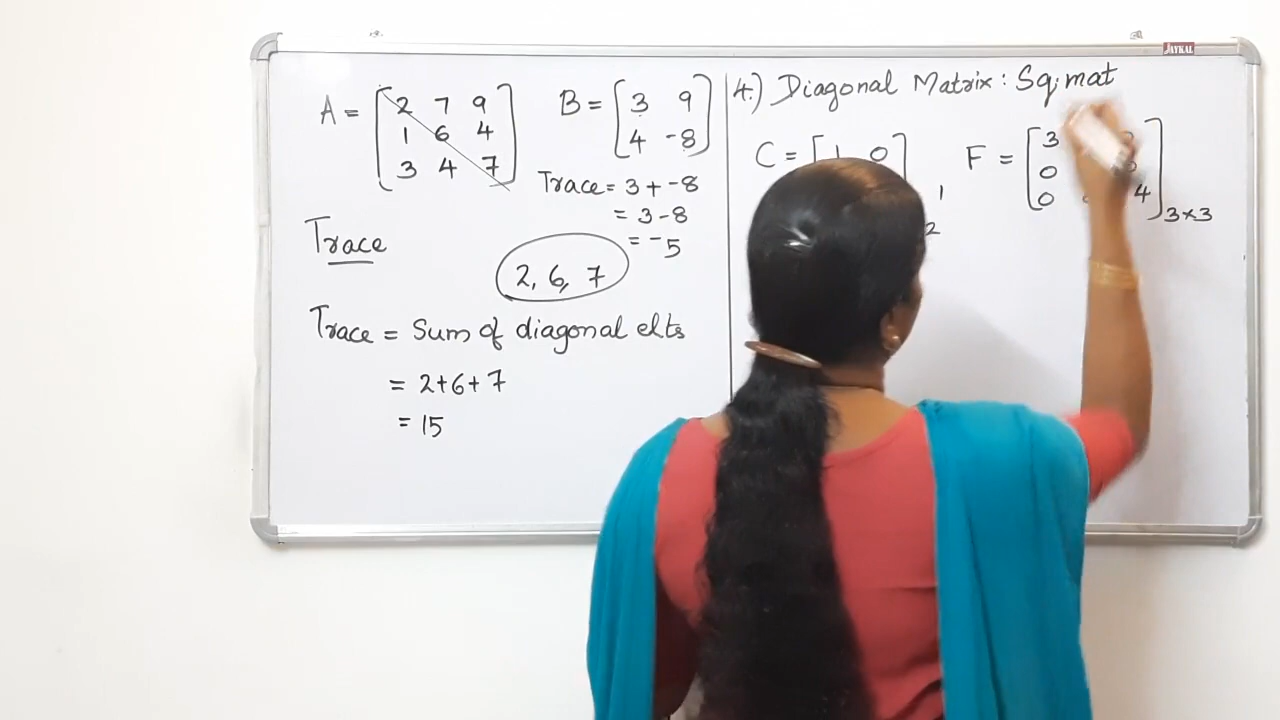 JAYKAL
A = [ 2 7 9
1 6 4
3 4 7 ]
B = [ 3 9
4 -8 ]
Trace = 3 + -8
= 3 - 8
= -5
Trace
2, 6, 7
Trace = Sum of diagonal elts
= 2+6+7
= 15
4.) Diagonal Matrix : Sq. mat
C = [ 1 0 ]
F = [ 3
0
0 4 ] 3×3